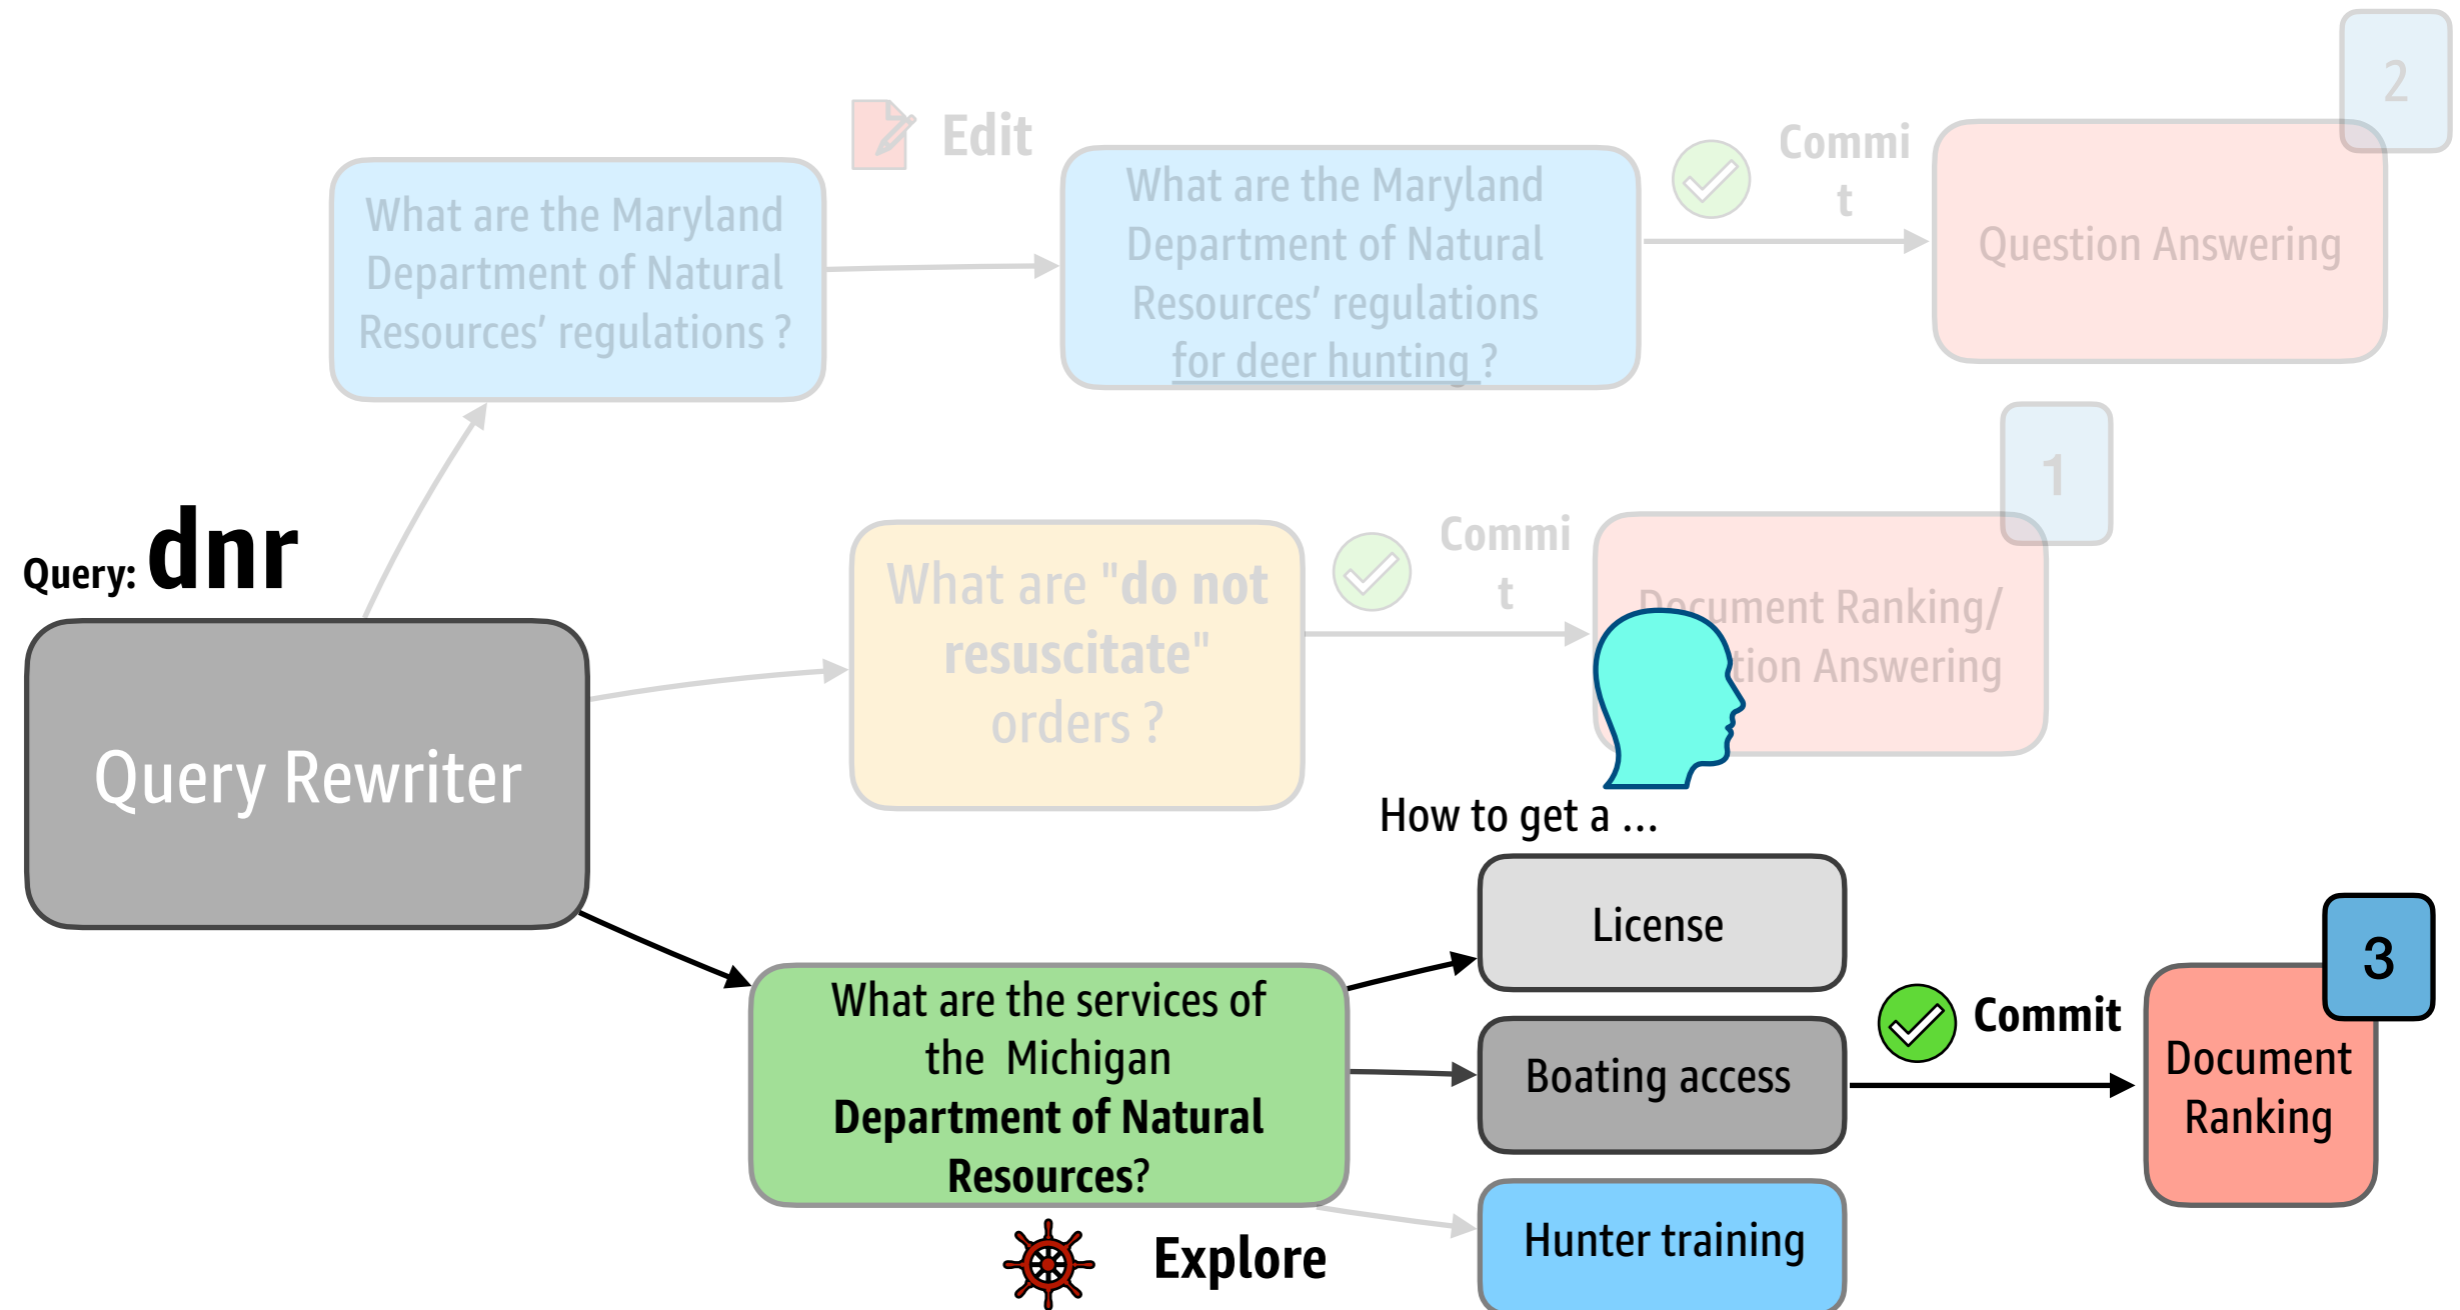 2
Edit
Commi
t
What are the Maryland
Department of Natural
Resources’ regulations ?
What are the Maryland
Department of Natural
Resources’ regulations
for deer hunting ?
Question Answering
1
Query: dnr
Commi
t
What are "do not
resuscitate"
orders ?
cument Ranking/
tion Answering
Query Rewriter
How to get a ...
License
3
What are the services of
the Michigan
Department of Natural
Resources?
Boating access
Commit
Document
Ranking
Hunter training
Explore